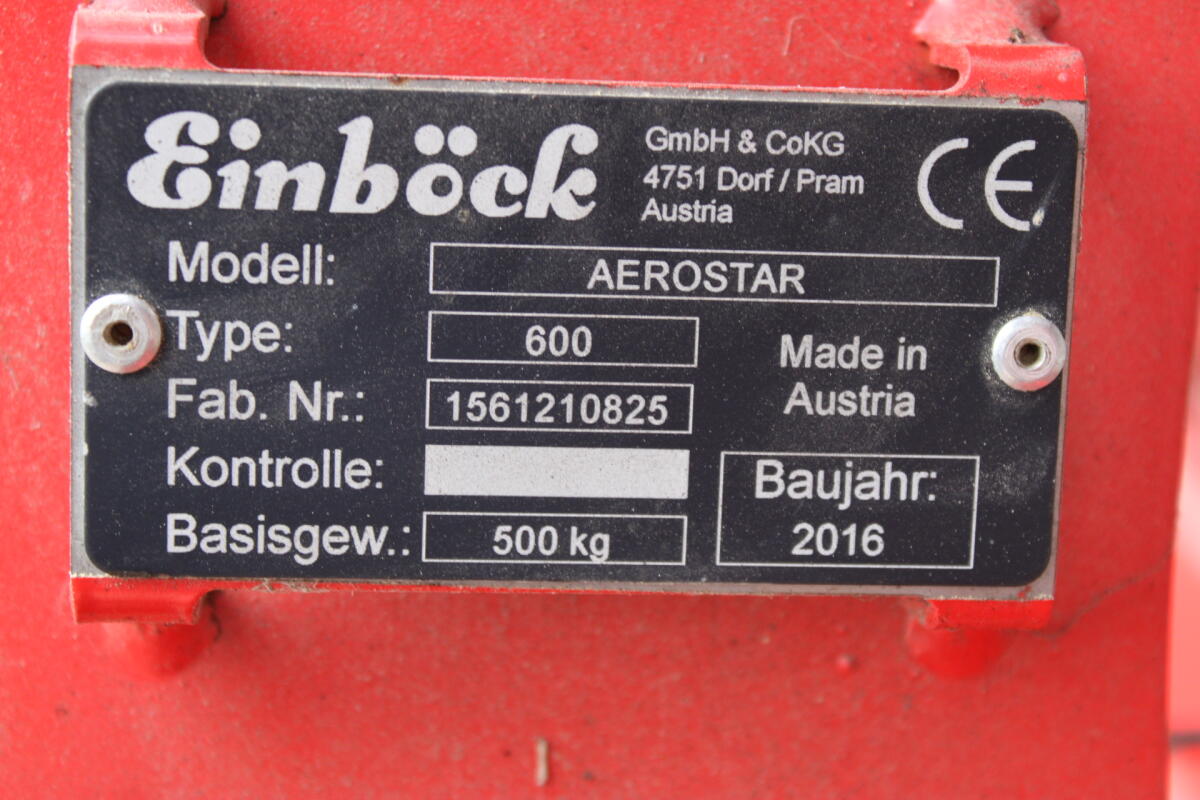 Einböck
GmbH & CoKG
4751 Dorf / Pram
Austria
CE
Modell: AEROSTAR
Type: 600
Fab. Nr.: 1561210825
Made in
Austria
Kontrolle:
Basisgew.: 500 kg
Baujahr:
2016